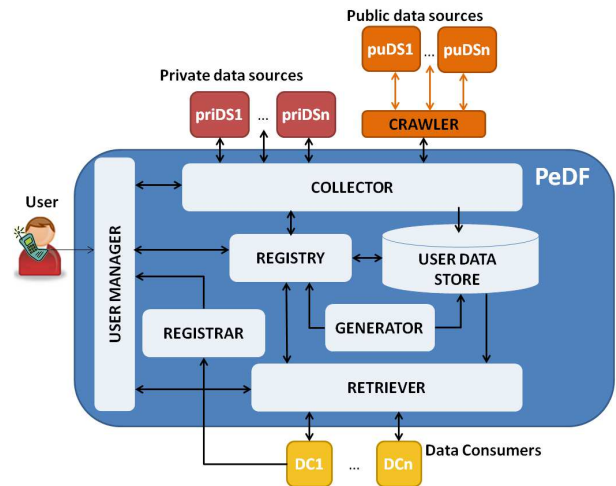 Public data sources
puDS1 ... puDSn
Private data sources
priDS1 ... priDSn
CRAWLER
PeDF
COLLECTOR
User
USER MANAGER
REGISTRY
USER DATA
STORE
REGISTRAR
GENERATOR
RETRIEVER
Data Consumers
DC1 ... DCn